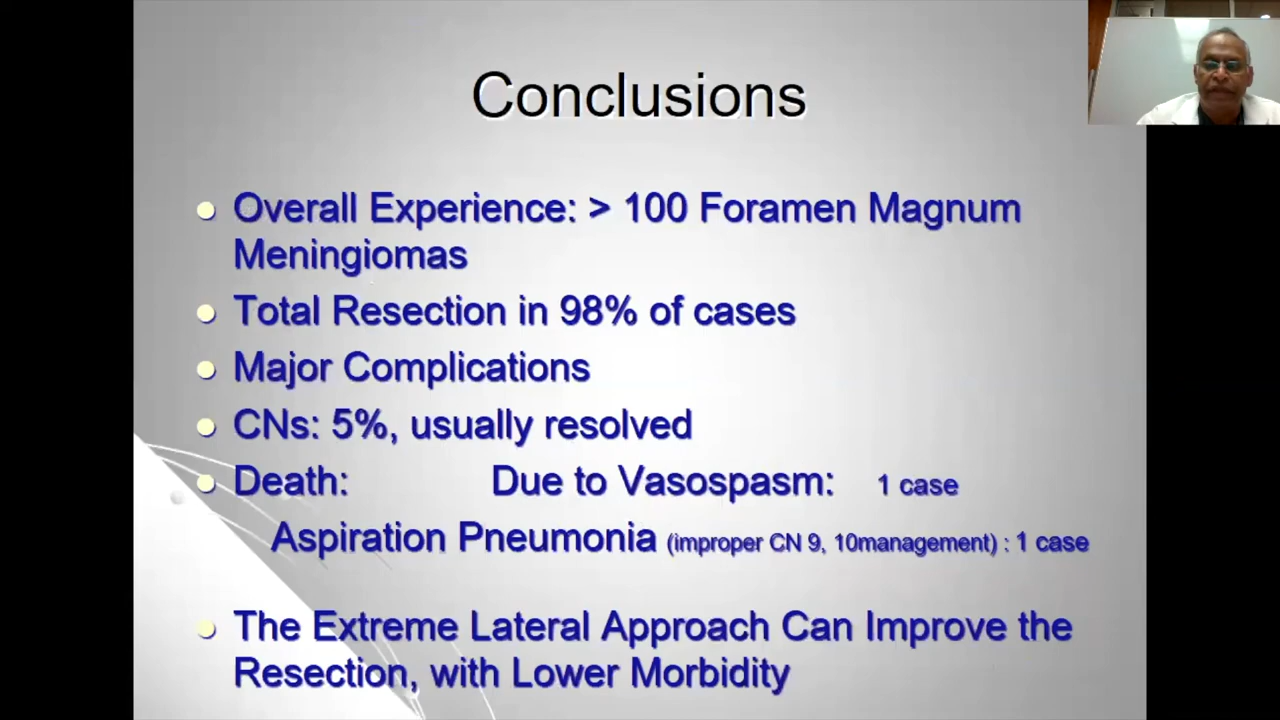 Conclusions
Overall Experience: > 100 Foramen Magnum
Meningiomas
Total Resection in 98% of cases
Major Complications
CNs: 5%, usually resolved
Death: Due to Vasospasm: 1 case
Aspiration Pneumonia (improper CN 9, 10management) : 1 case
The Extreme Lateral Approach Can Improve the
Resection, with Lower Morbidity